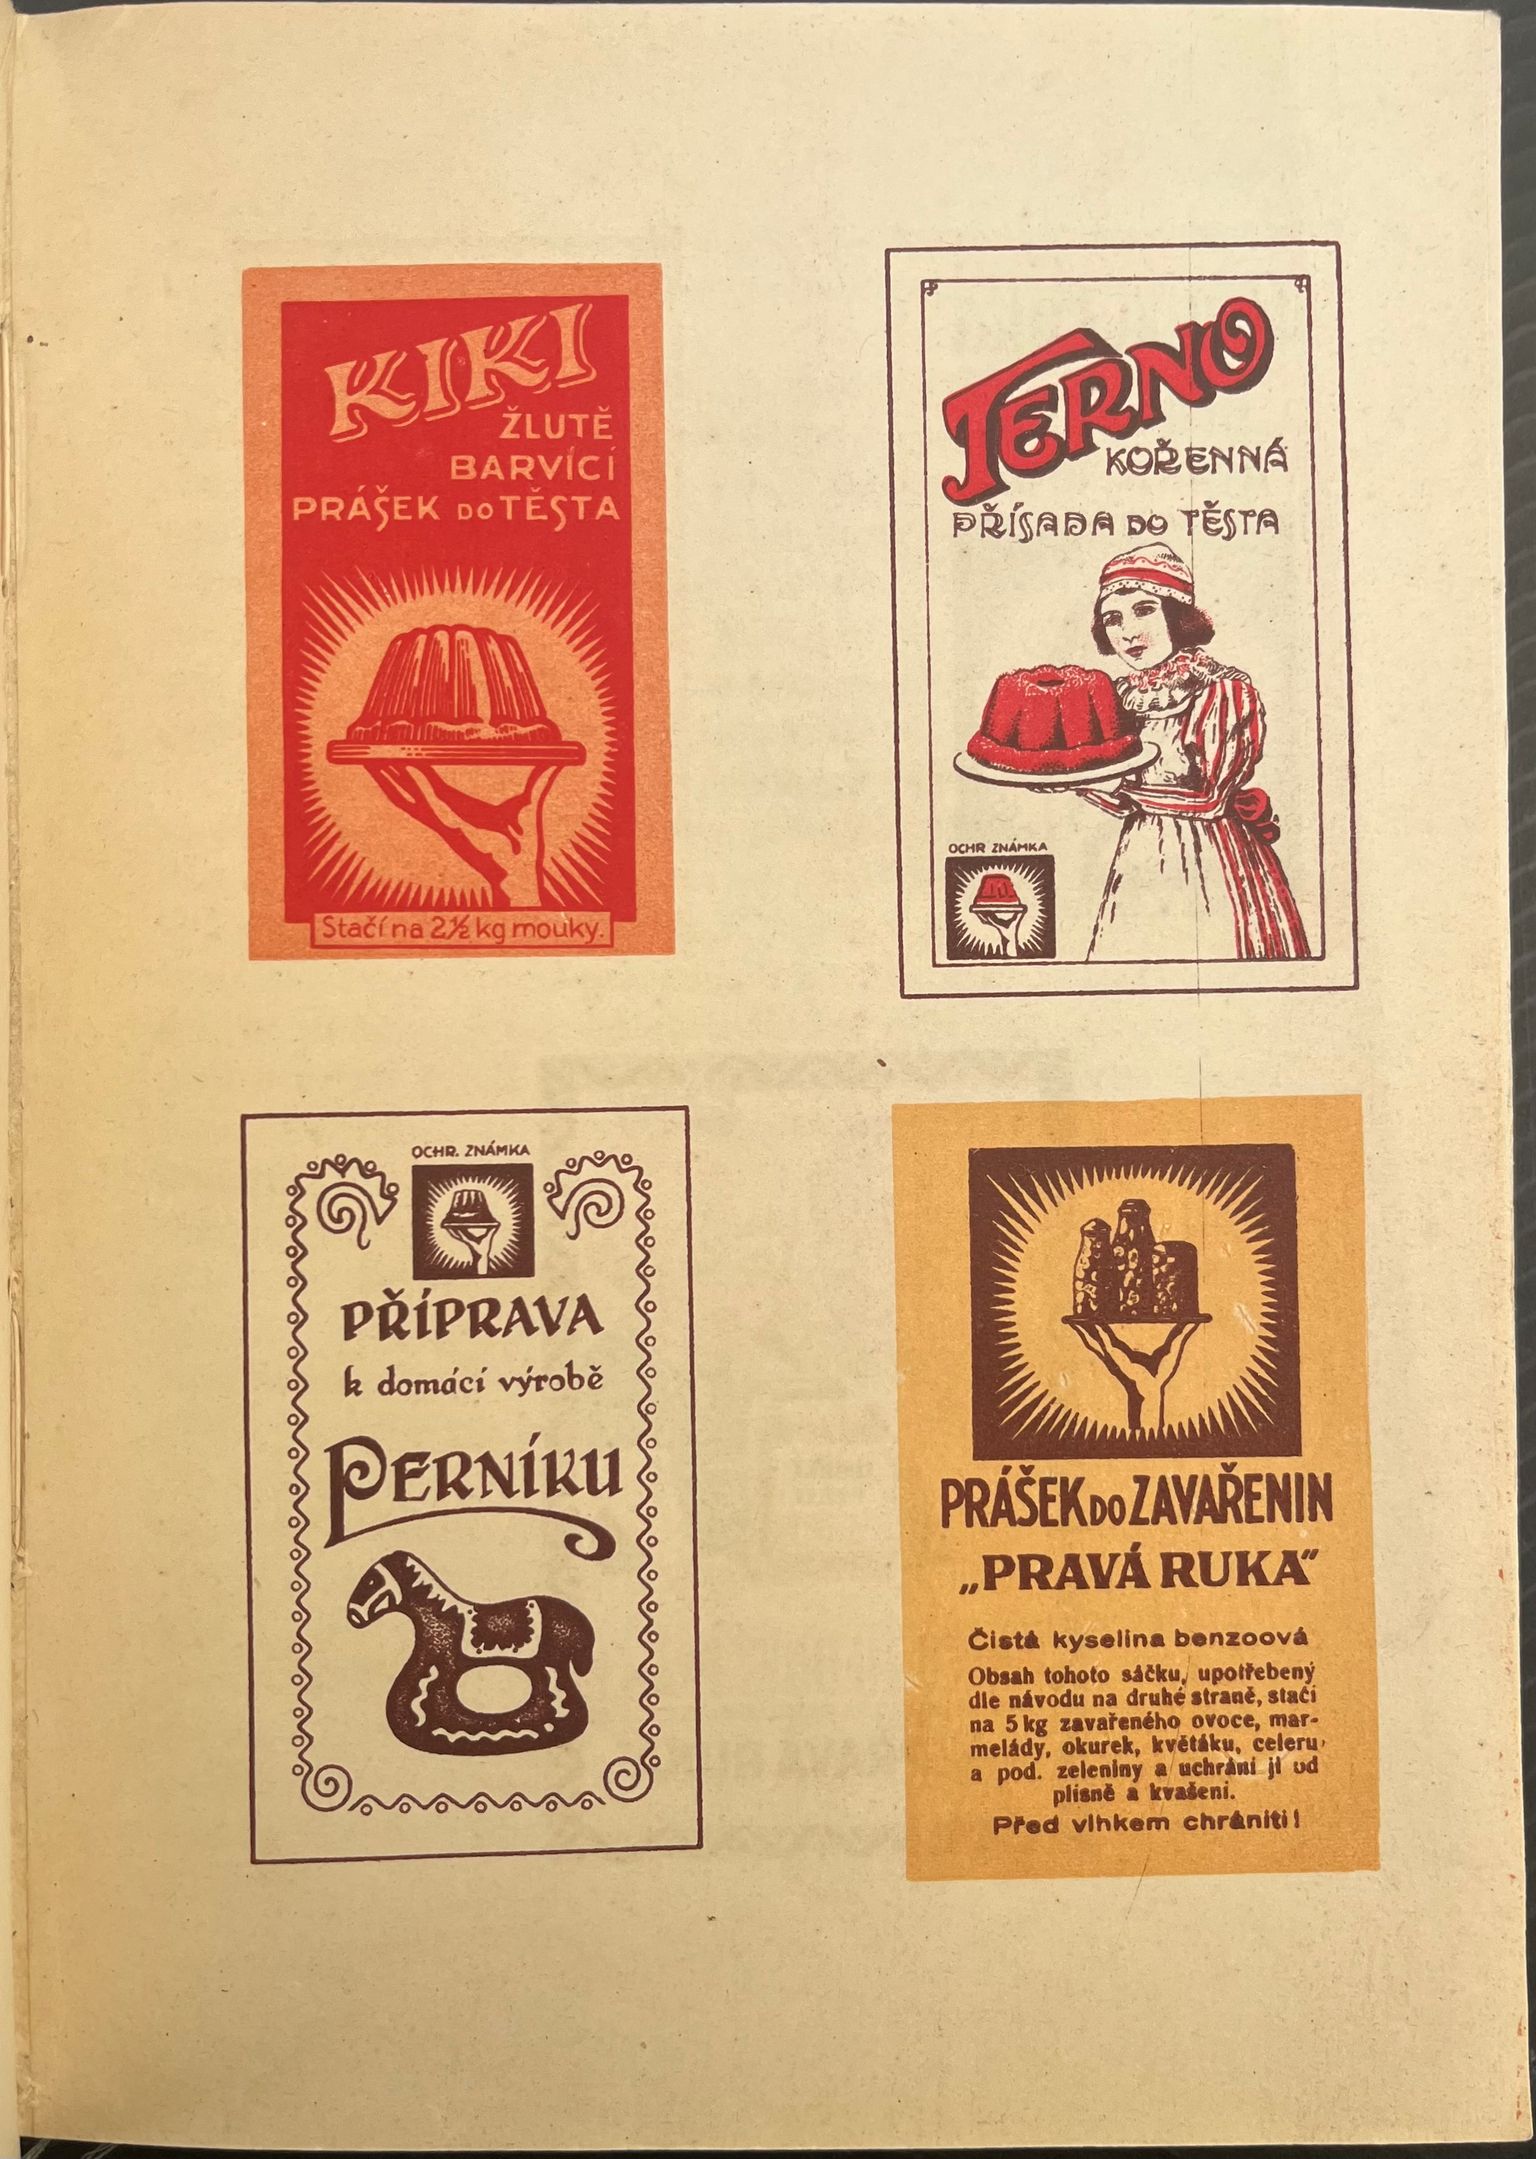 KIKI
ŽLUTĚ
BARVÍCÍ
PRÁŠEK DO TĚSTA
Stačí na 2½ kg mouky.
TERNO
KOŘENNÁ
PŘÍSADA DO TĚSTA
OCHR ZNÁMKA
OCHR. ZNÁMKA
PŘÍPRAVA
k domácí výrobě
PERNÍKU
PRÁŠEK DO ZAVAŘENIN
„PRAVÁ RUKA"
Čistá kyselina benzoová
Obsah tohoto sáčku, upotřebený
dle návodu na druhé straně, stačí
na 5 kg zavařeného ovoce, mar-
melády, okurek, květáku, celeru
a pod. zeleniny a uchrání ji od
plisně a kvašení.
Před vlhkem chrániti!